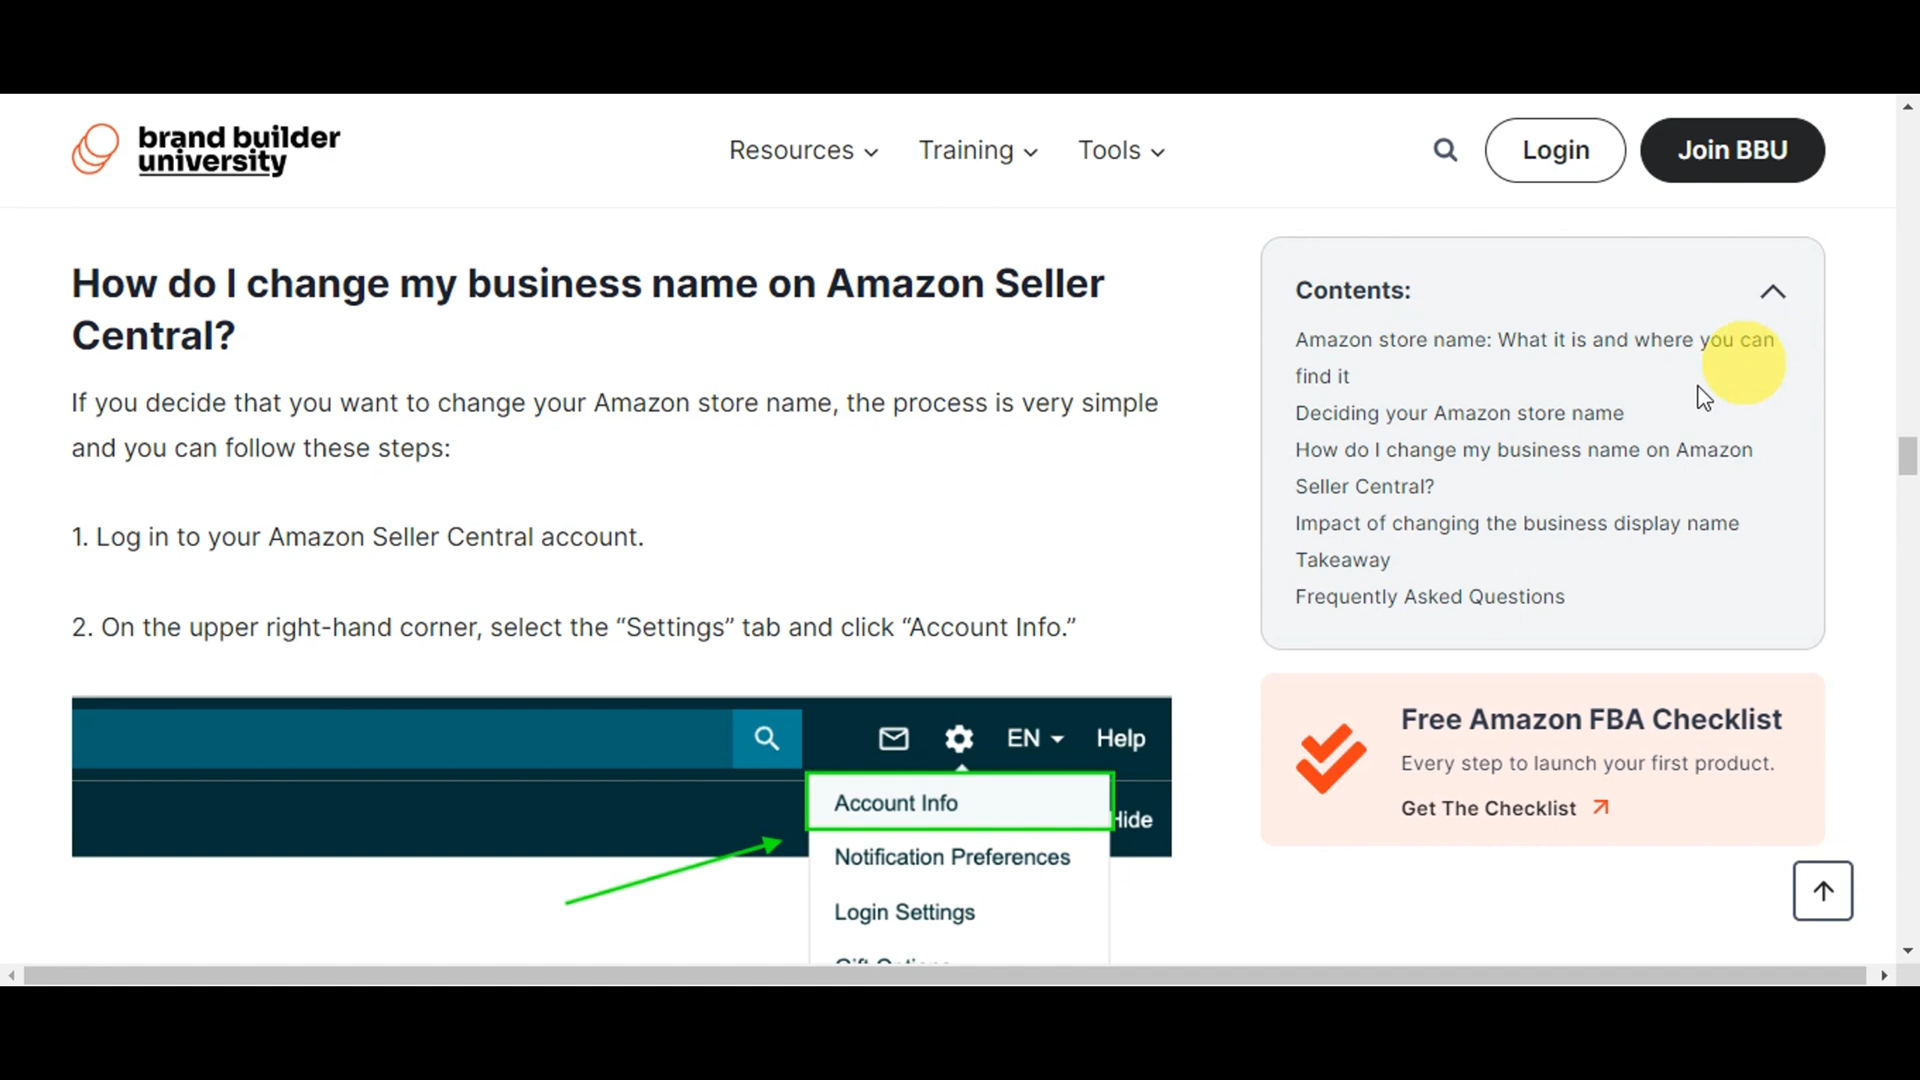 brand builder
university
Resources
Training
Tools
Login
Join BBU
How do I change my business name on Amazon Seller
Central?
If you decide that you want to change your Amazon store name, the process is very simple
and you can follow these steps:
1. Log in to your Amazon Seller Central account.
2. On the upper right-hand corner, select the “Settings” tab and click “Account Info.”
EN
Help
Account Info
Hide
Notification Preferences
Login Settings
Gift Options
Contents:
Amazon store name: What it is and where you can
find it
Deciding your Amazon store name
How do I change my business name on Amazon
Seller Central?
Impact of changing the business display name
Takeaway
Frequently Asked Questions
Free Amazon FBA Checklist
Every step to launch your first product.
Get The Checklist